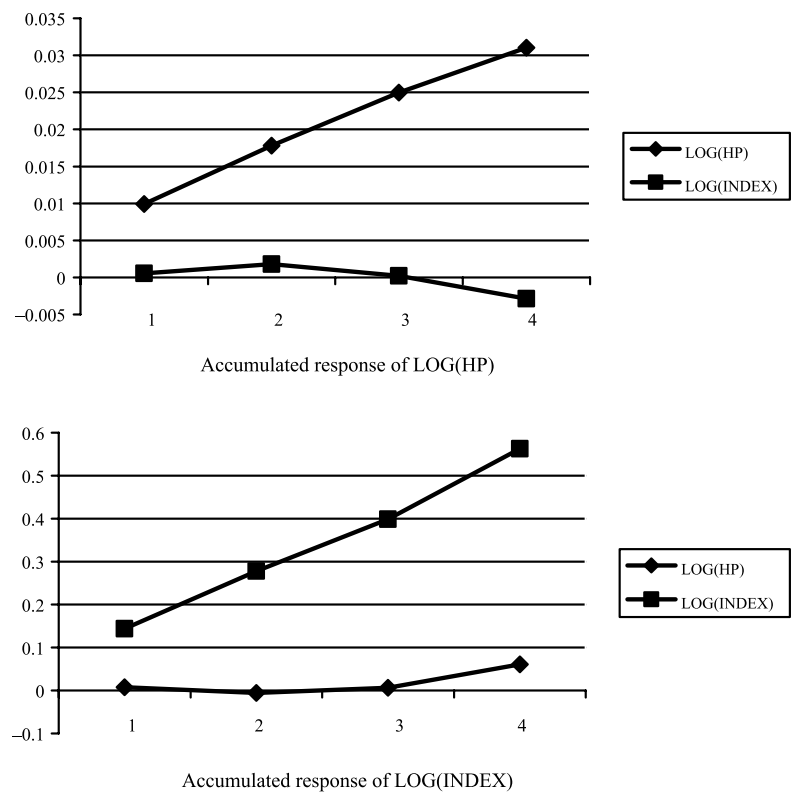 0.035
0.03
0.025
0.02
0.015
0.01
0.005
0
–0.005
1 2 3 4
LOG(HP)
LOG(INDEX)
Accumulated response of LOG(HP)
0.6
0.5
0.4
0.3
0.2
0.1
0
–0.1
1 2 3 4
LOG(HP)
LOG(INDEX)
Accumulated response of LOG(INDEX)